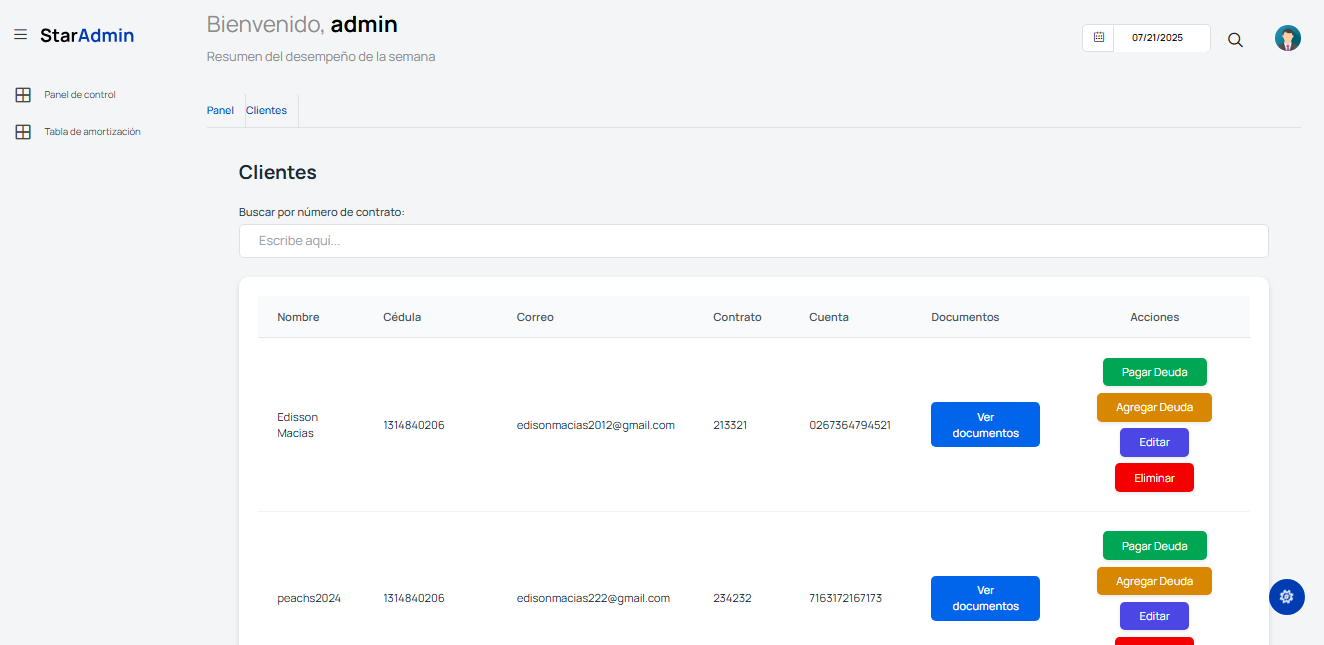 StarAdmin
Bienvenido, admin
Resumen del desempeño de la semana
07/21/2025
Panel de control
Tabla de amortización
Panel
Clientes
Clientes
Buscar por número de contrato:
Escribe aquí...
Nombre Cédula Correo Contrato Cuenta Documentos Acciones
Edisson
Macias
1314840206
edisonmacias2012@gmail.com
213321
0267364794521
Ver
documentos
Pagar Deuda
Agregar Deuda
Editar
Eliminar
peachs2024
1314840206
edisonmacias222@gmail.com
234232
7163172167173
Ver
documentos
Pagar Deuda
Agregar Deuda
Editar